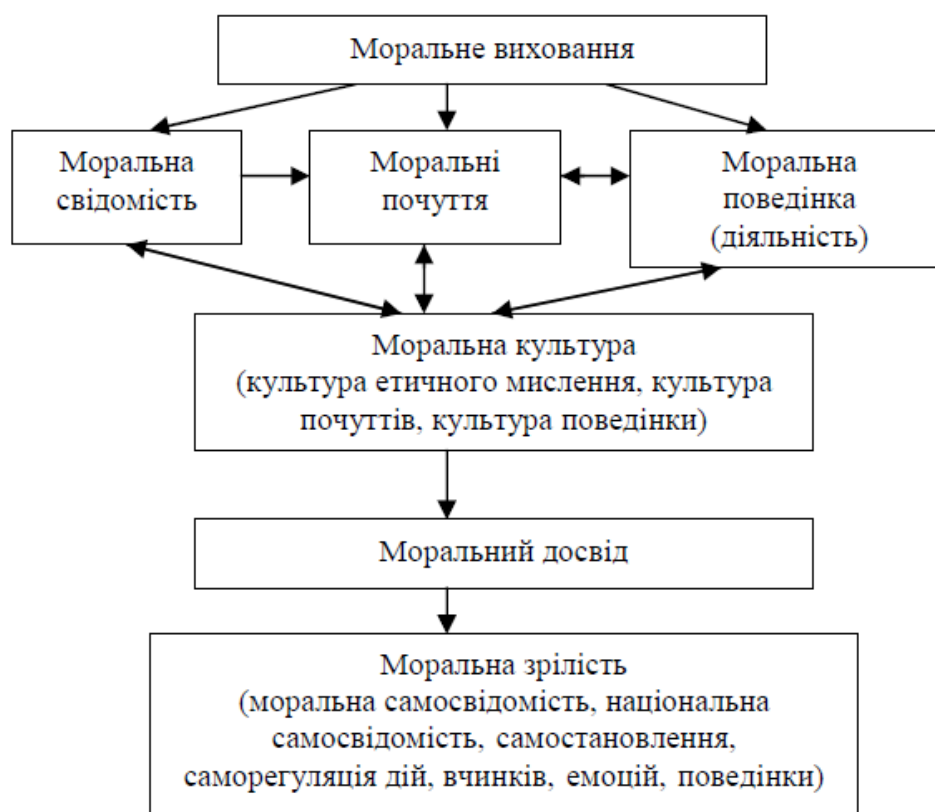 Моральне виховання
Моральна
свідомість
Моральні
почуття
Моральна
поведінка
(діяльність)
Моральна культура
(культура етичного мислення, культура
почуттів, культура поведінки)
Моральний досвід
Моральна зрілість
(моральна самосвідомість, національна
самосвідомість, самостановлення,
саморегуляція дій, вчинків, емоцій, поведінки)